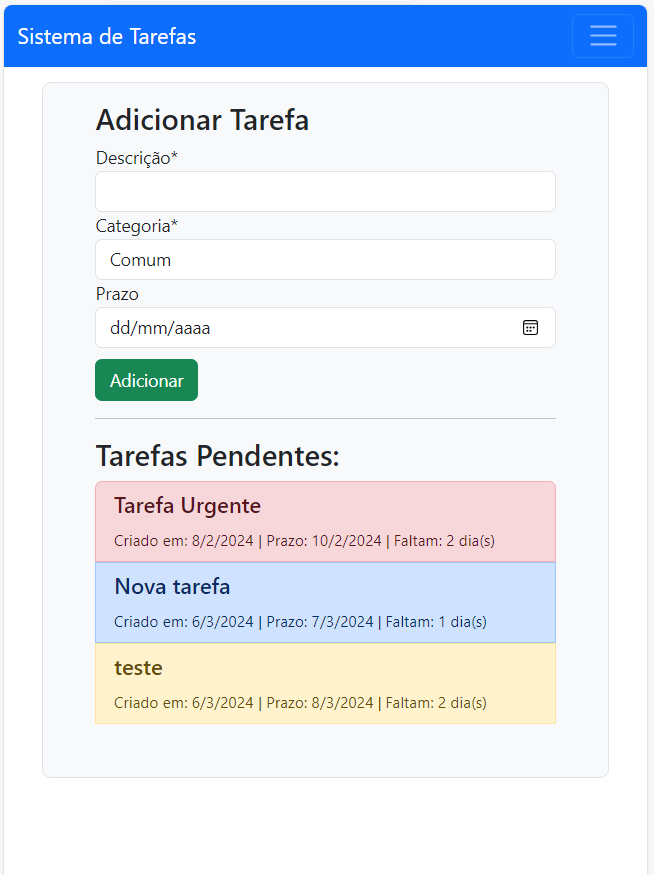 Sistema de Tarefas
Adicionar Tarefa
Descrição*
Categoria*
Comum
Prazo
dd/mm/aaaa
Adicionar
Tarefas Pendentes:
Tarefa Urgente
Criado em: 8/2/2024 | Prazo: 10/2/2024 | Faltam: 2 dia(s)
Nova tarefa
Criado em: 6/3/2024 | Prazo: 7/3/2024 | Faltam: 1 dia(s)
teste
Criado em: 6/3/2024 | Prazo: 8/3/2024 | Faltam: 2 dia(s)